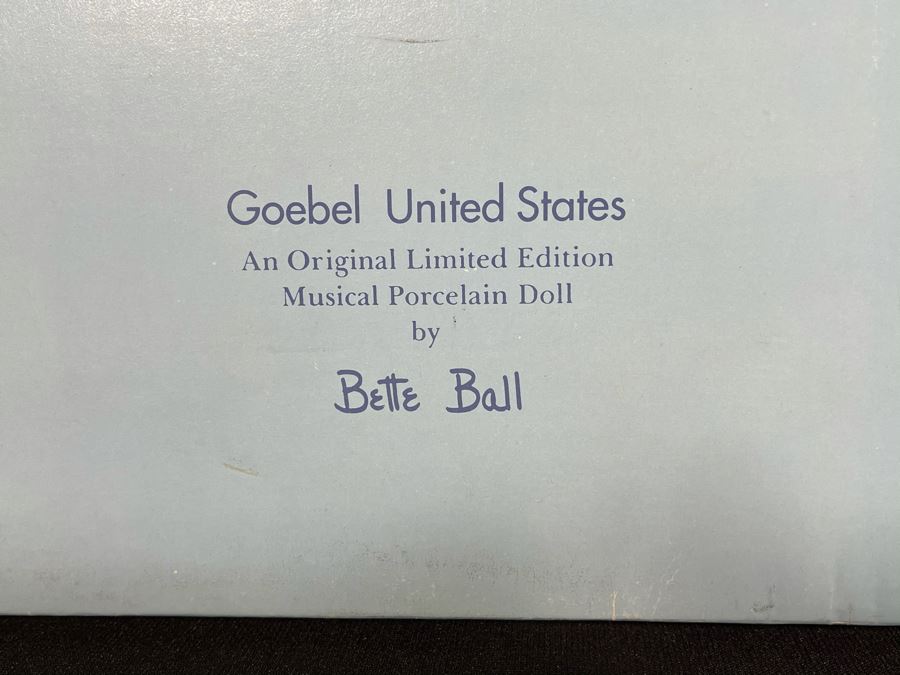 Goebel United States
An Original Limited Edition
Musical Porcelain Doll
by
Bette Ball